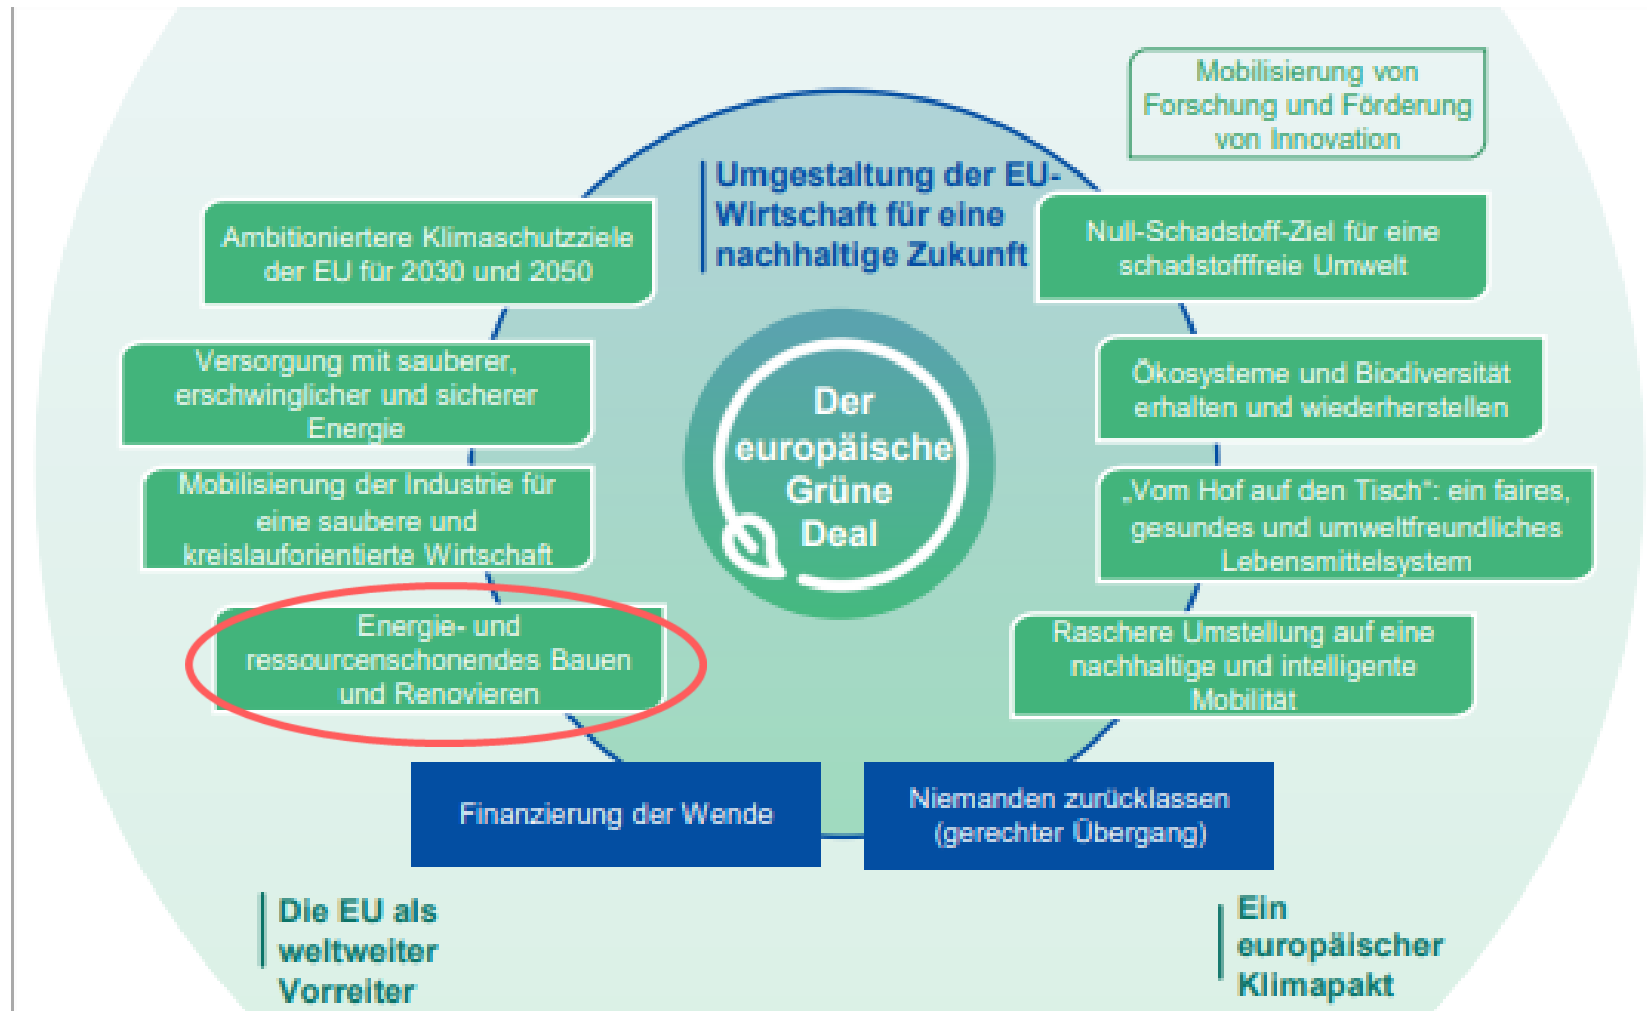 Mobilisierung von
Forschung und Förderung
von Innovation
Umgestaltung der EU-
Wirtschaft für eine
nachhaltige Zukunft
Ambitioniertere Klimaschutzziele
der EU für 2030 und 2050
Null-Schadstoff-Ziel für eine
schadstofffreie Umwelt
Versorgung mit sauberer,
erschwinglicher und sicherer
Energie
Der
europäische
Grüne
Deal
Ökosysteme und Biodiversität
erhalten und wiederherstellen
Mobilisierung der Industrie für
eine saubere und
kreislauforientierte Wirtschaft
„Vom Hof auf den Tisch“: ein faires,
gesundes und umweltfreundliches
Lebensmittelsystem
Energie- und
ressourcenschonendes Bauen
und Renovieren
Raschere Umstellung auf eine
nachhaltige und intelligente
Mobilität
Finanzierung der Wende
Niemanden zurücklassen
(gerechter Übergang)
Die EU als
weltweiter
Vorreiter
Ein
europäischer
Klimapakt